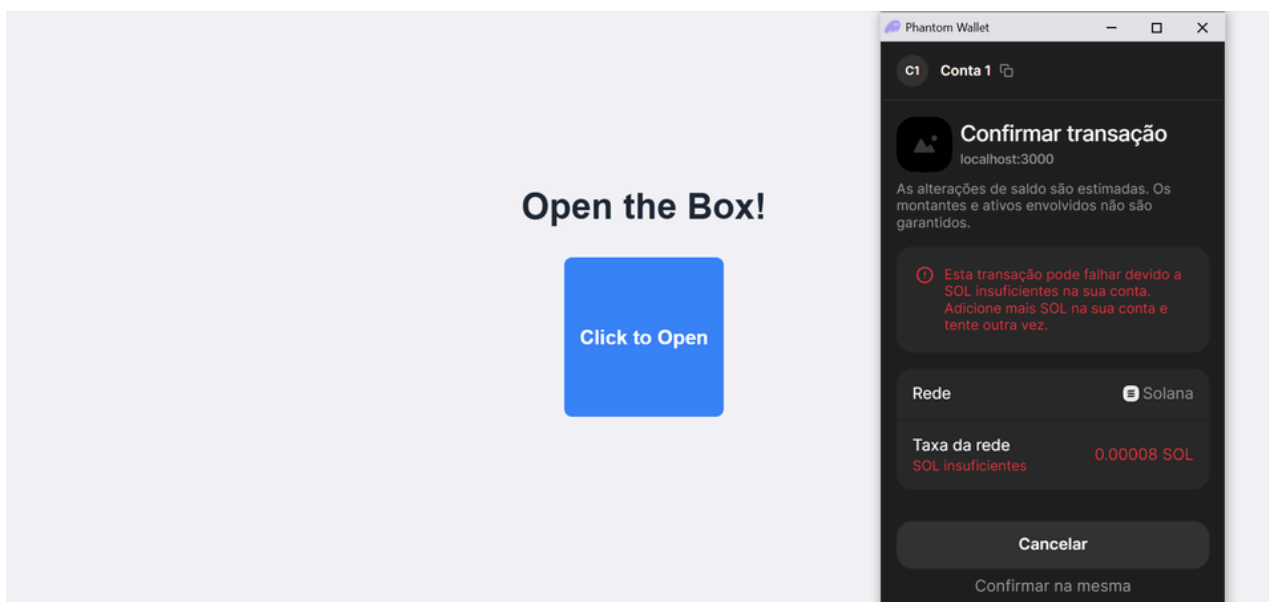 Open the Box!
Click to Open
Phantom Wallet
C1 Conta 1
Confirmar transação
localhost:3000
As alterações de saldo são estimadas. Os
montantes e ativos envolvidos não são
garantidos.
Esta transação pode falhar devido a
SOL insuficientes na sua conta.
Adicione mais SOL na sua conta e
tente outra vez.
Rede Solana
Taxa da rede
SOL insuficientes 0.00008 SOL
Cancelar
Confirmar na mesma